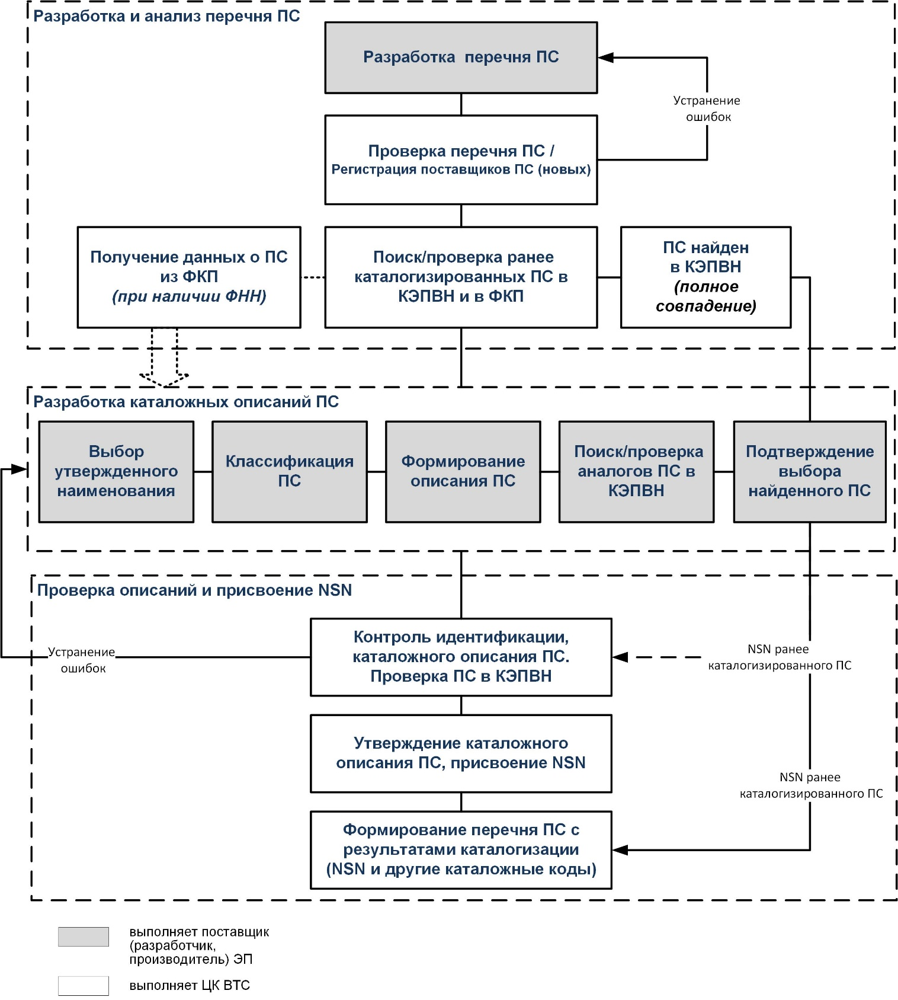 Разработка и анализ перечня ПС
Разработка перечня ПС
Устранение
ошибок
Проверка перечня ПС /
Регистрация поставщиков ПС (новых)
Получение данных о ПС
из ФКП
(при наличии ФНН)
Поиск/проверка ранее
каталогизированных ПС в
КЭПВН и в ФКП
ПС найден
в КЭПВН
(полное
совпадение)
Разработка каталожных описаний ПС
Выбор
утвержденного
наименования
Классификация
ПС
Формирование
описания ПС
Поиск/проверка
аналогов ПС в
КЭПВН
Подтверждение
выбора
найденного ПС
Проверка описаний и присвоение NSN
Контроль идентификации,
каталожного описания ПС.
Проверка ПС в КЭПВН
Устранение
ошибок
NSN ранее
каталогизированного ПС
Утверждение каталожного
описания ПС, присвоение NSN
NSN ранее
каталогизированного ПС
Формирование перечня ПС с
результатами каталогизации
(NSN и другие каталожные коды)
выполняет поставщик
(разработчик,
производитель) ЭП
выполняет ЦК ВТС